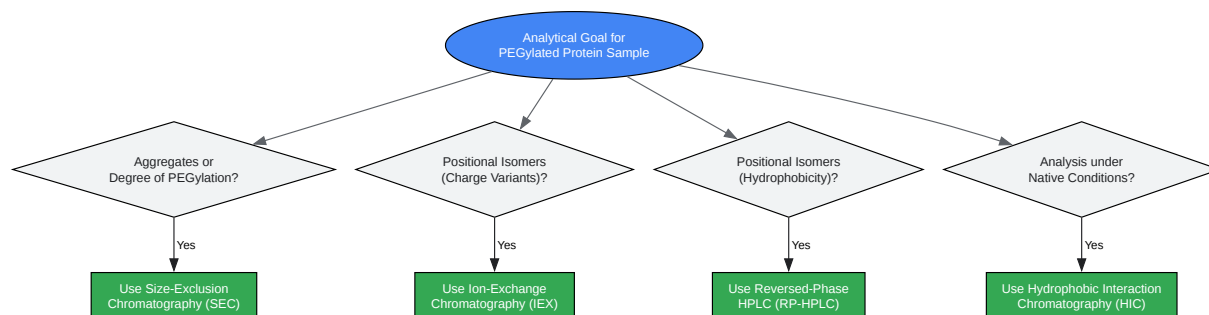 Analytical Goal for
PEGylated Protein Sample
Aggregates or
Degree of PEGylation?
Positional Isomers
(Charge Variants)?
Positional Isomers
(Hydrophobicity)?
Analysis under
Native Conditions?
Yes
Yes
Yes
Yes
Use Size-Exclusion
Chromatography (SEC)
Use Ion-Exchange
Chromatography (IEX)
Use Reversed-Phase
HPLC (RP-HPLC)
Use Hydrophobic Interaction
Chromatography (HIC)